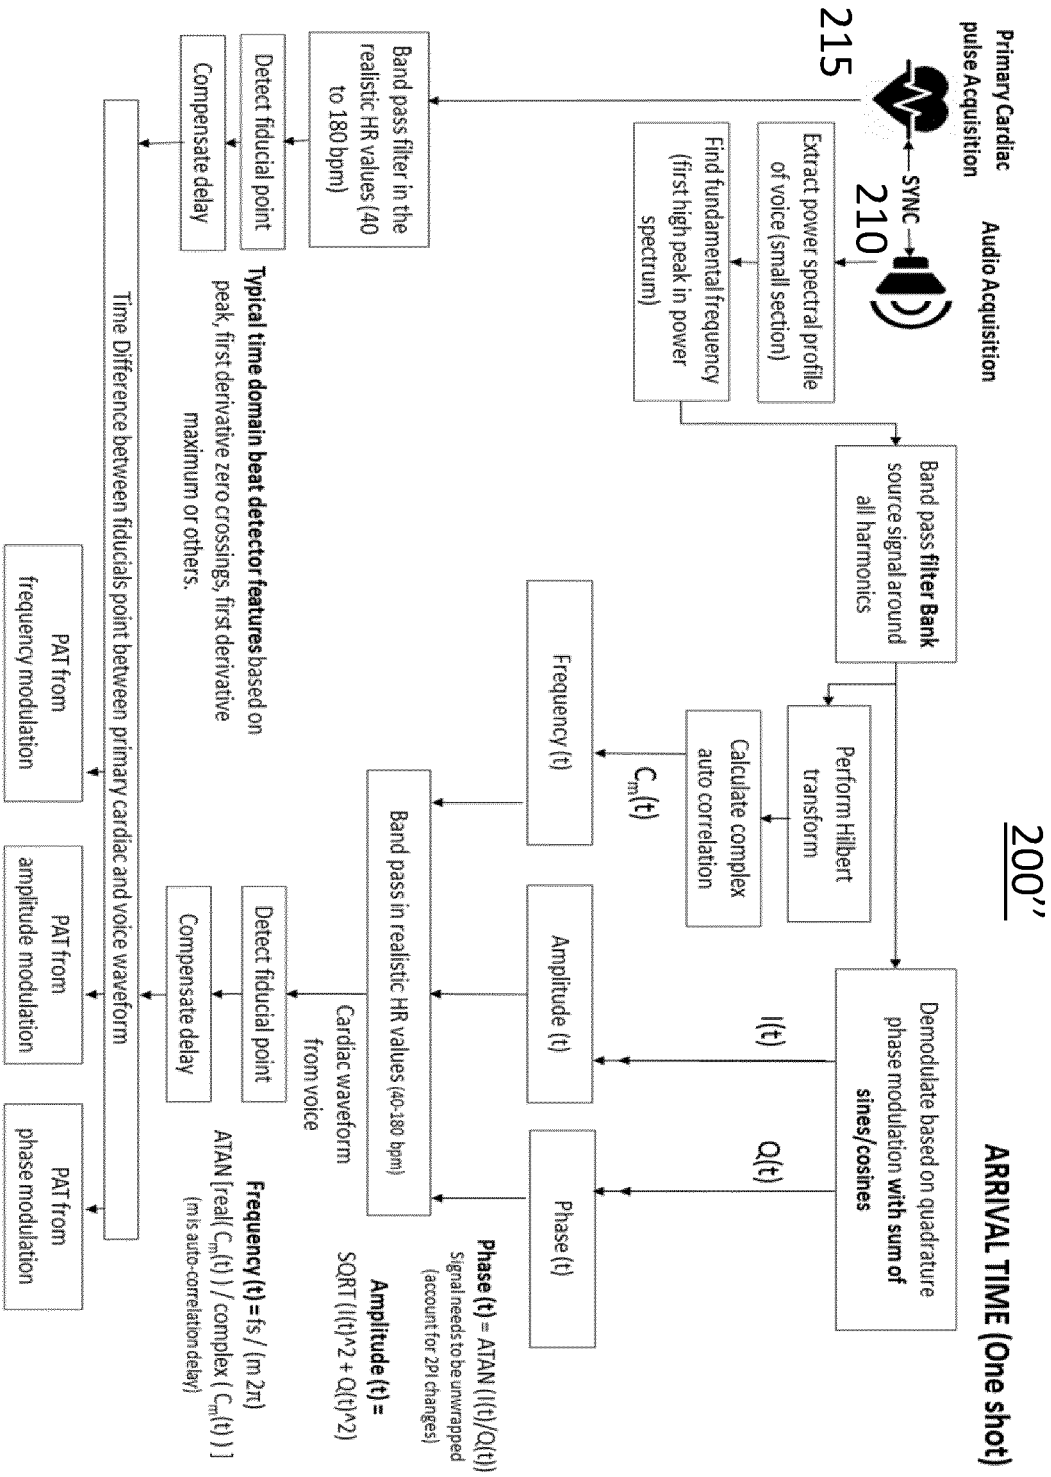 200’’
ARRIVAL TIME (One shot)
Primary Cardiac
pulse Acquisition
Audio Acquisition
215
SYNC
210
Extract power spectral profile
of voice (small section)
Find fundamental frequency
(first high peak in power
spectrum)
Band pass filter Bank
source signal around
all harmonics
Perform Hilbert
transform
Calculate complex
auto correlation
Cm(t)
Demodulate based on quadrature
phase modulation with sum of
sines/cosines
I(t)
Q(t)
Frequency (t)
Amplitude (t)
Phase (t)
Phase (t) = ATAN (I(t)/Q(t))
Signal needs to be unwrapped
(account for 2PI changes)
Band pass filter in the
realistic HR values (40
to 180 bpm)
Band pass in realistic HR values (40-180 bpm)
Amplitude (t) =
SQRT (I(t)^2 + Q(t)^2)
Cardiac waveform
from voice
Detect fiducial point
Compensate delay
Typical time domain beat detector features based on
peak, first derivative zero crossings, first derivative
maximum or others.
Detect fiducial point
Compensate delay
Frequency (t) = fs / (m 2π)
ATAN [real( Cm(t) ) / complex ( Cm(t) ) ]
(m is auto-correlation delay)
Time Difference between fiducials point between primary cardiac and voice waveform
PAT from
frequency modulation
PAT from
amplitude modulation
PAT from
phase modulation